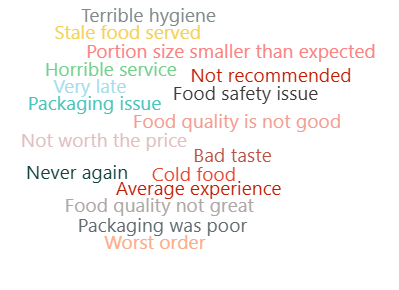 Terrible hygiene
Stale food served
Portion size smaller than expected
Horrible service
Not recommended
Very late
Food safety issue
Packaging issue
Food quality is not good
Not worth the price
Bad taste
Never again
Cold food
Average experience
Food quality not great
Packaging was poor
Worst order